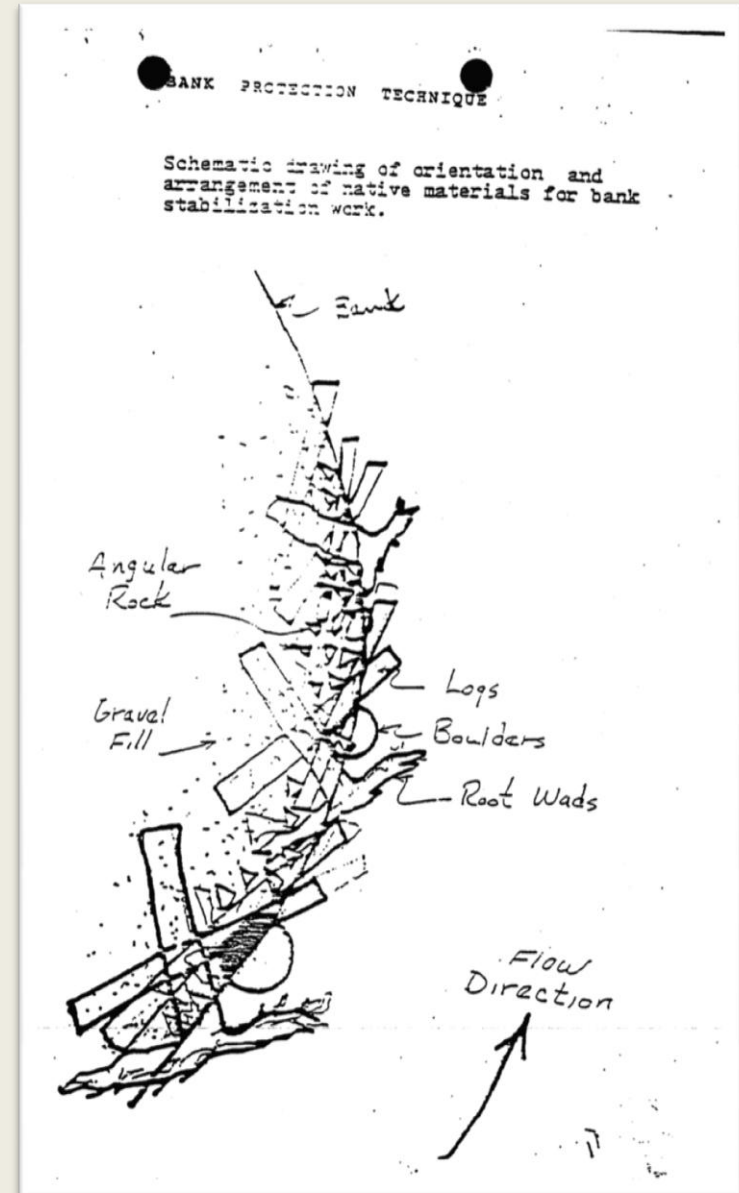 BANK PROTECTION TECHNIQUE
Schematic drawing of orientation and
arrangement of native materials for bank
stabilization work.
Bank
Angular
Rock
Logs
Gravel
Fill
Boulders
Root Wads
Flow
Direction